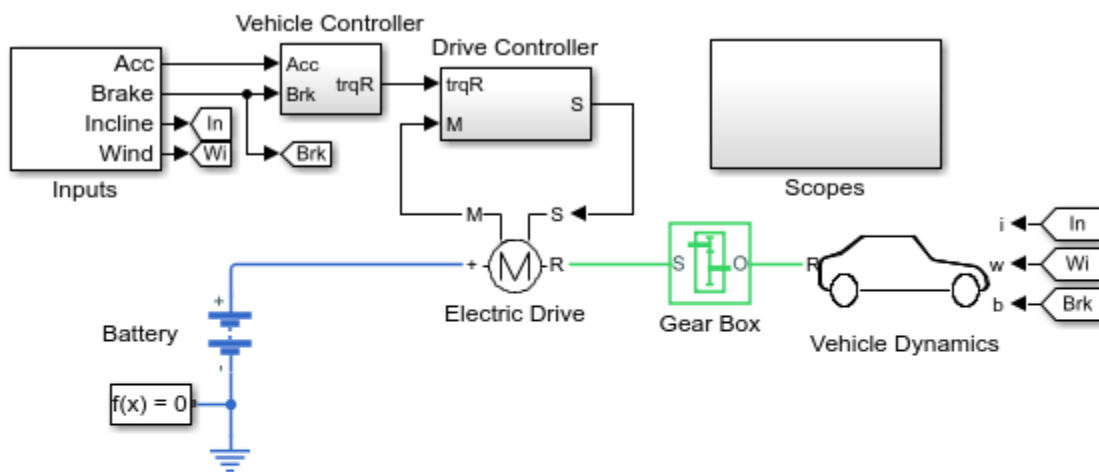 Vehicle Controller
Drive Controller
Acc
Brake
Incline
Wind
Inputs
Acc
Brk
trqR
In
Wi
Brk
trqR
M
S
Scopes
M
S
+
M
R
Electric Drive
S
O
Gear Box
R
i
w
b
In
Wi
Brk
Vehicle Dynamics
+
Battery
-
f(x) = 0